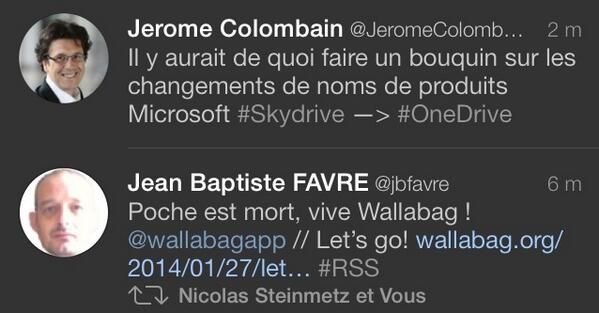 Jerome Colombain @JeromeColomb... 2 m
Il y aurait de quoi faire un bouquin sur les
changements de noms de produits
Microsoft #Skydrive —> #OneDrive
Jean Baptiste FAVRE @jbfavre 6 m
Poche est mort, vive Wallabag !
@wallabagapp // Let's go! wallabag.org/
2014/01/27/let... #RSS
Nicolas Steinmetz et Vous